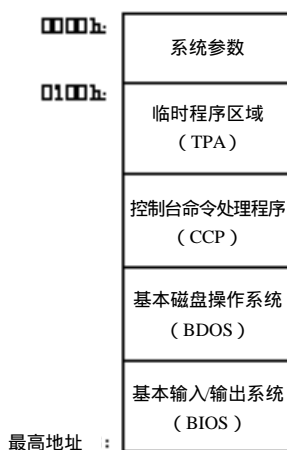 0000h:
系统参数
0100h:
临时程序区域
（TPA）
控制台命令处理程序
（CCP）
基本磁盘操作系统
（BDOS）
基本输入/输出系统
（BIOS）
最高地址 :